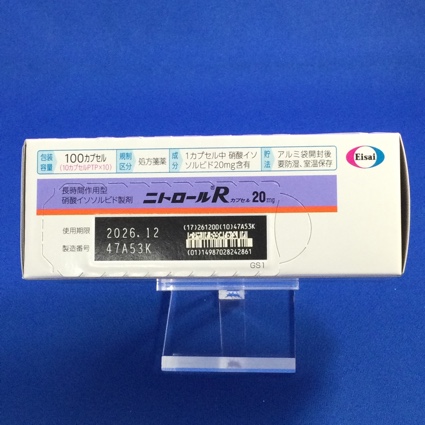 包装容量 100カプセル (10カプセルPTP×10) 規制区分 処方箋薬 成分 1カプセル中 硝酸イソソルビド20mg含有 貯法 アルミ袋開封後要防湿、室温保存
Eisai
長時間作用型
硝酸イソソルビド製剤
ニトロール®R カプセル 20mg
使用期限 2026.12
製造番号 47A53K
(17)261200(10)47A53K
(01)14987028242861
GS1